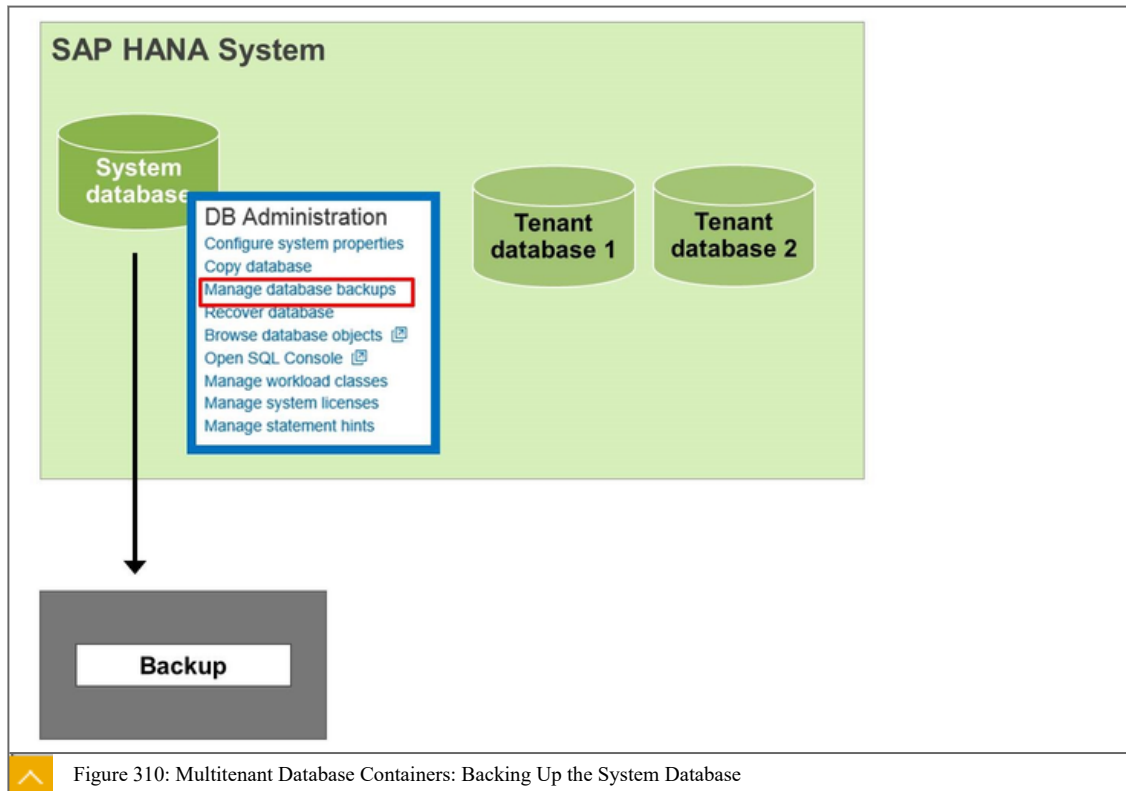 SAP HANA System
System
database
DB Administration
Configure system properties
Copy database
Manage database backups
Recover database
Browse database objects
Open SQL Console
Manage workload classes
Manage system licenses
Manage statement hints
Tenant
database 1
Tenant
database 2
Backup
Figure 310: Multitenant Database Containers: Backing Up the System Database